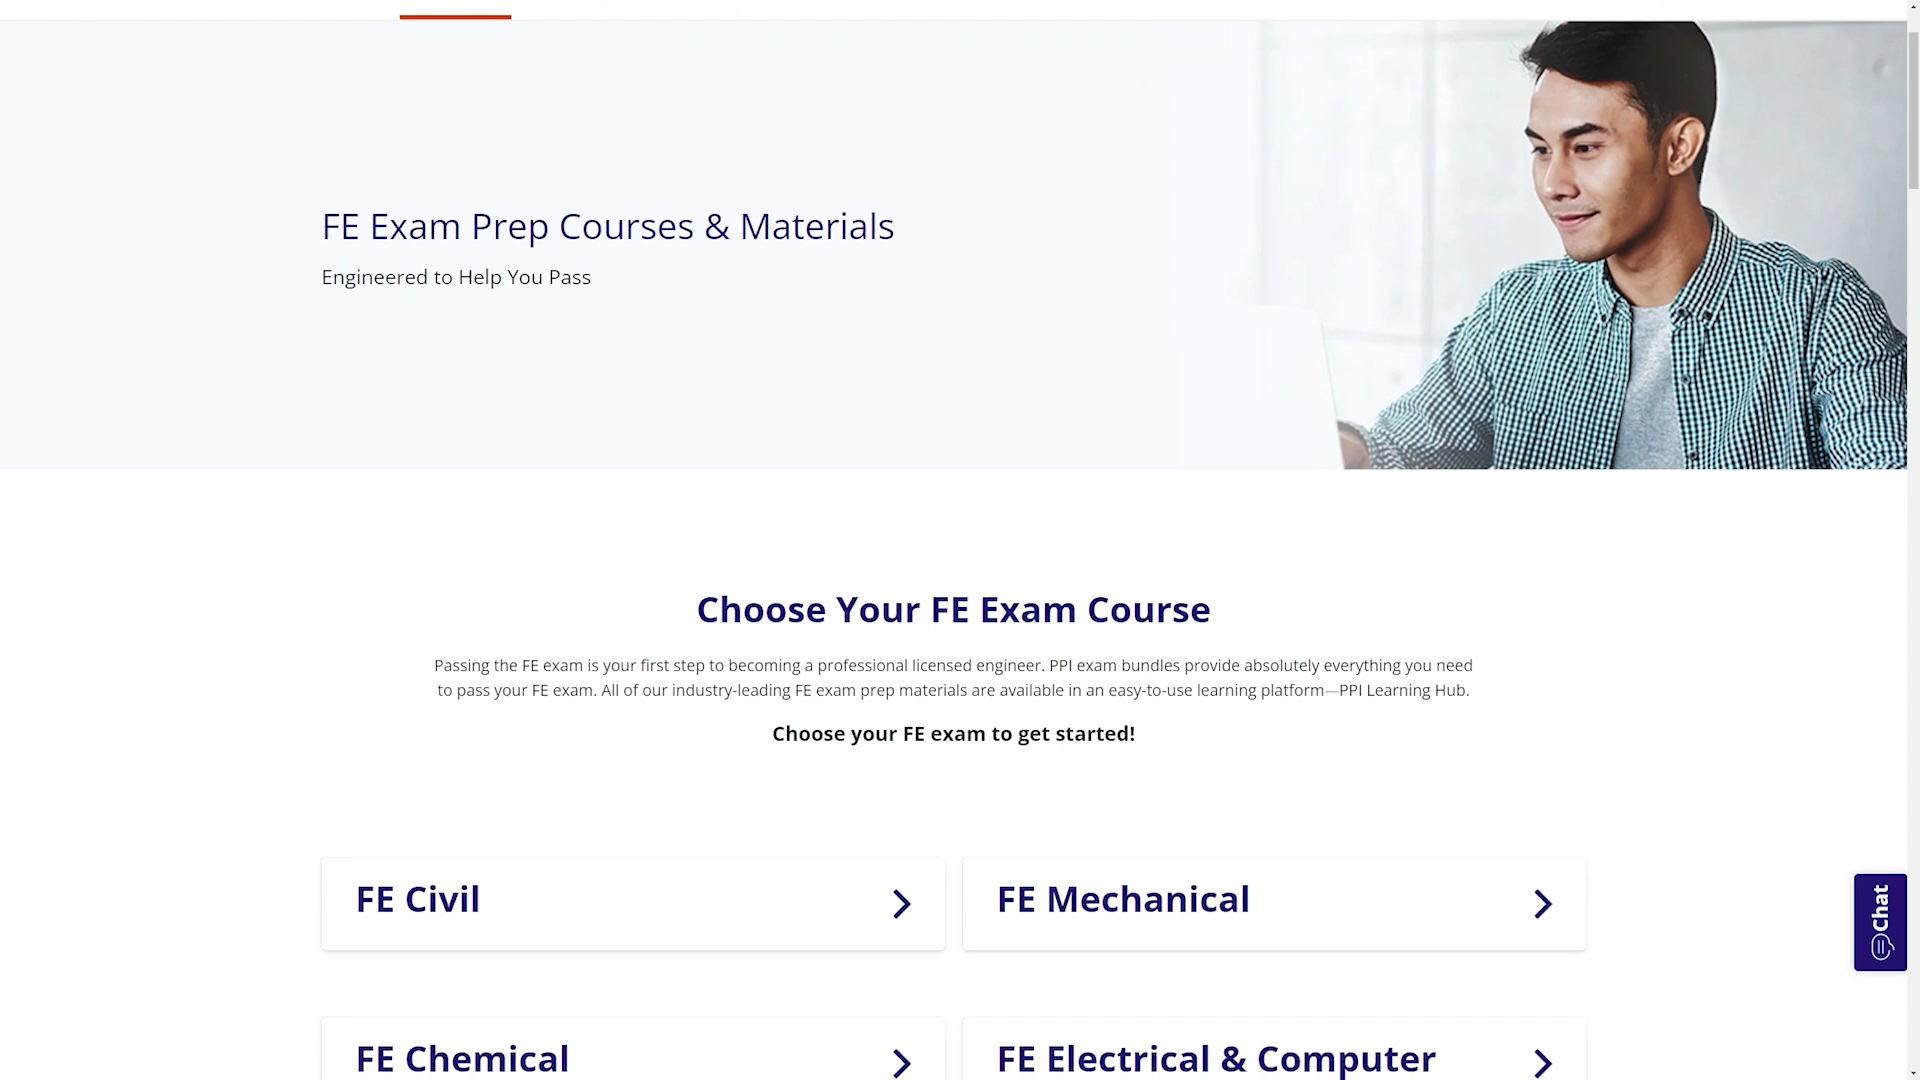 FE Exam Prep Courses & Materials
Engineered to Help You Pass
Choose Your FE Exam Course
Passing the FE exam is your first step to becoming a professional licensed engineer. PPI exam bundles provide absolutely everything you need
to pass your FE exam. All of our industry-leading FE exam prep materials are available in an easy-to-use learning platform—PPI Learning Hub.
Choose your FE exam to get started!
FE Civil
FE Mechanical
Chat
FE Chemical
FE Electrical & Computer